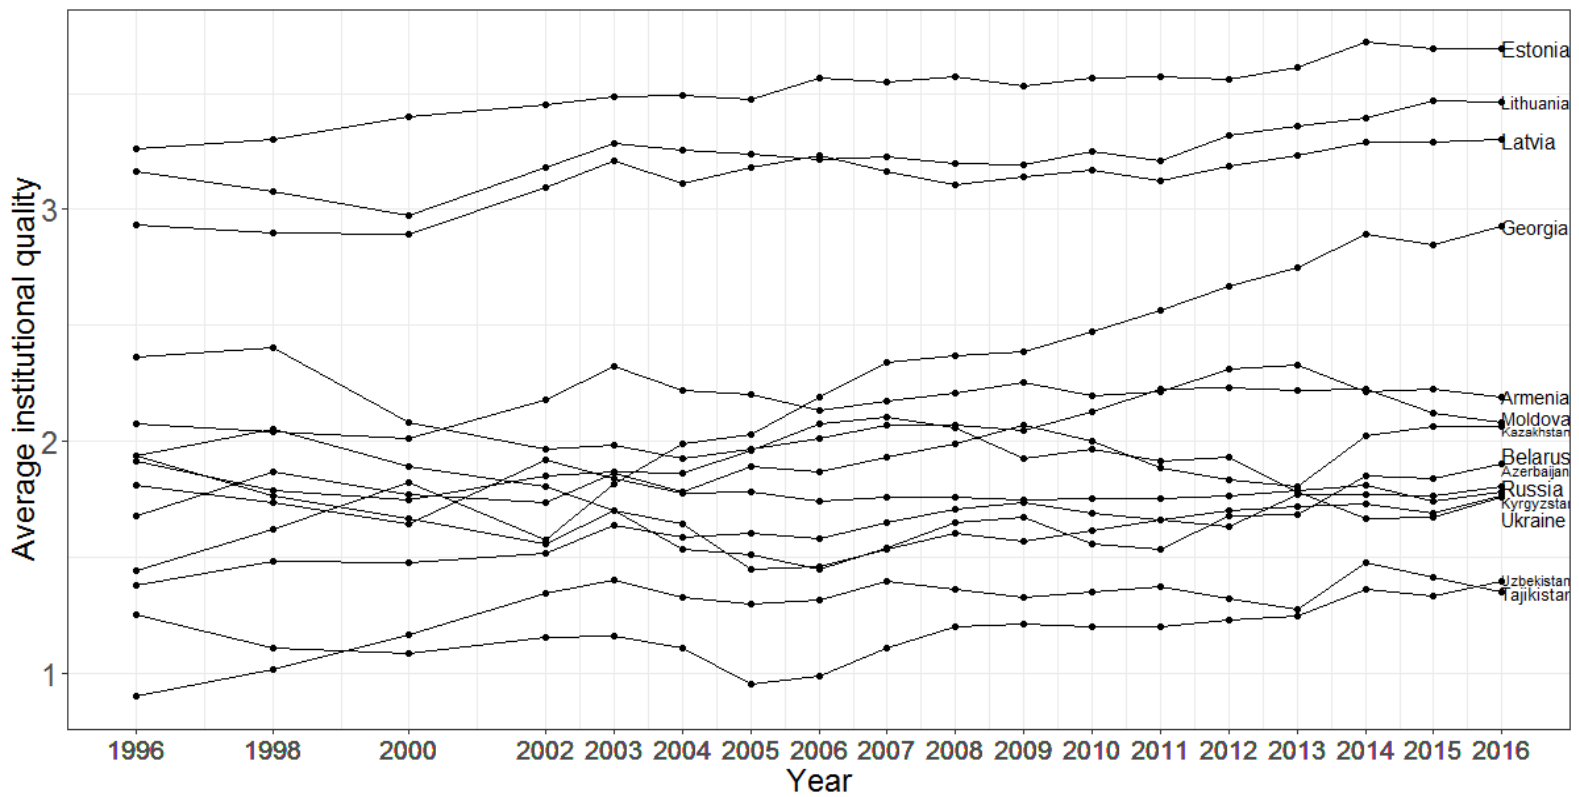 Estonia
Lithuania
Latvia
3
Georgia
Armenia
Moldova
Kazakhstan
2
Belarus
Azerbaijan
Russia
Kyrgyzstan
Ukraine
Uzbekistan
Tajikistan
1
Average institutional quality
1996 1998 2000 2002 2003 2004 2005 2006 2007 2008 2009 2010 2011 2012 2013 2014 2015 2016
Year